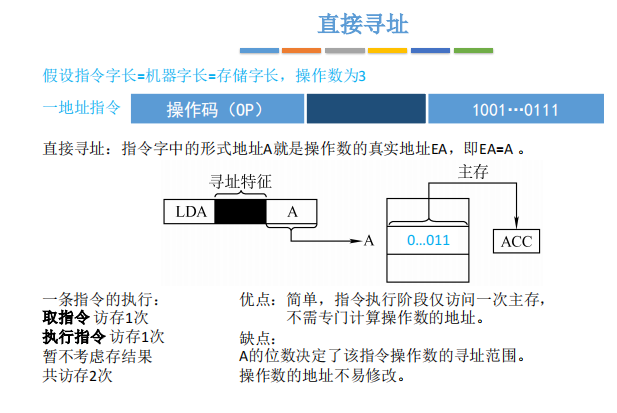 直接寻址
假设指令字长=机器字长=存储字长，操作数为3
一地址指令 操作码（OP） 1001…0111
直接寻址：指令字中的形式地址A就是操作数的真实地址EA，即EA=A 。
寻址特征 主存
LDA A A 0…011 ACC
一条指令的执行： 优点：简单，指令执行阶段仅访问一次主存，
取指令 访存1次 不需专门计算操作数的地址。
执行指令 访存1次 缺点：
暂不考虑存结果 A的位数决定了该指令操作数的寻址范围。
共访存2次 操作数的地址不易修改。